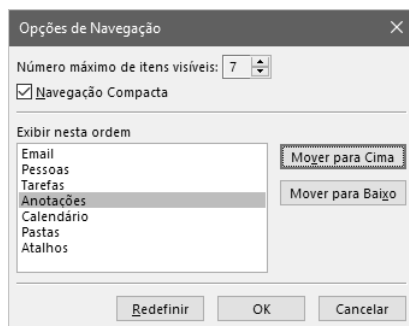 Opções de Navegação
Número máximo de itens visíveis: 7
Navegação Compacta
Exibir nesta ordem
Email
Pessoas
Tarefas
Anotações
Calendário
Pastas
Atalhos
Mover para Cima
Mover para Baixo
Redefinir OK Cancelar